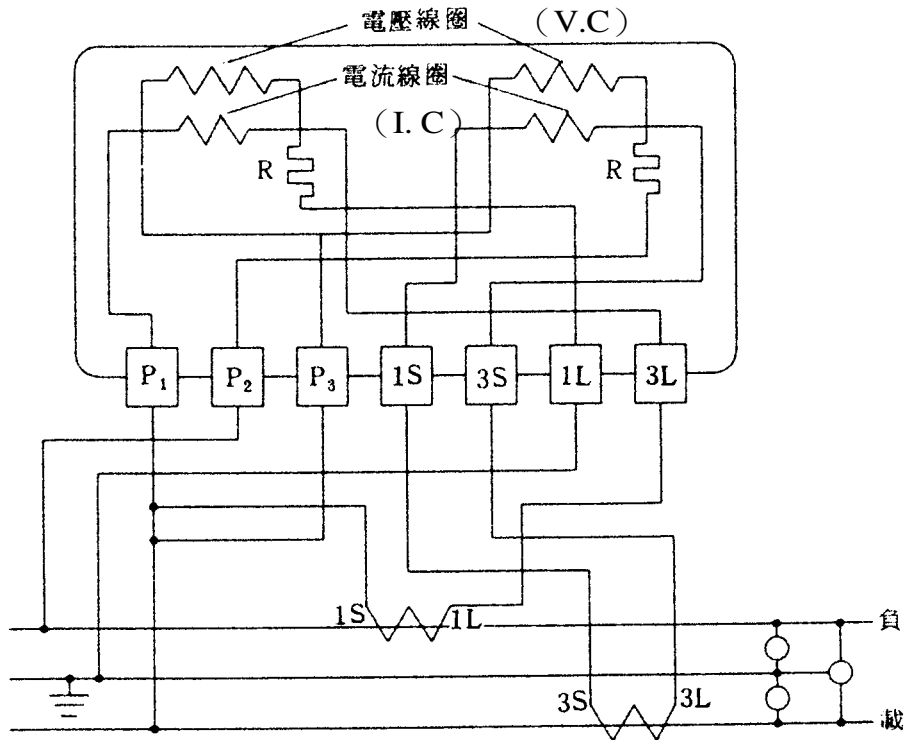 電壓線圈 (V.C)
電流線圈
(I.C)
R
R
P₁ P₂ P₃ 1S 3S 1L 3L
1S 1L
負
3S 3L
載